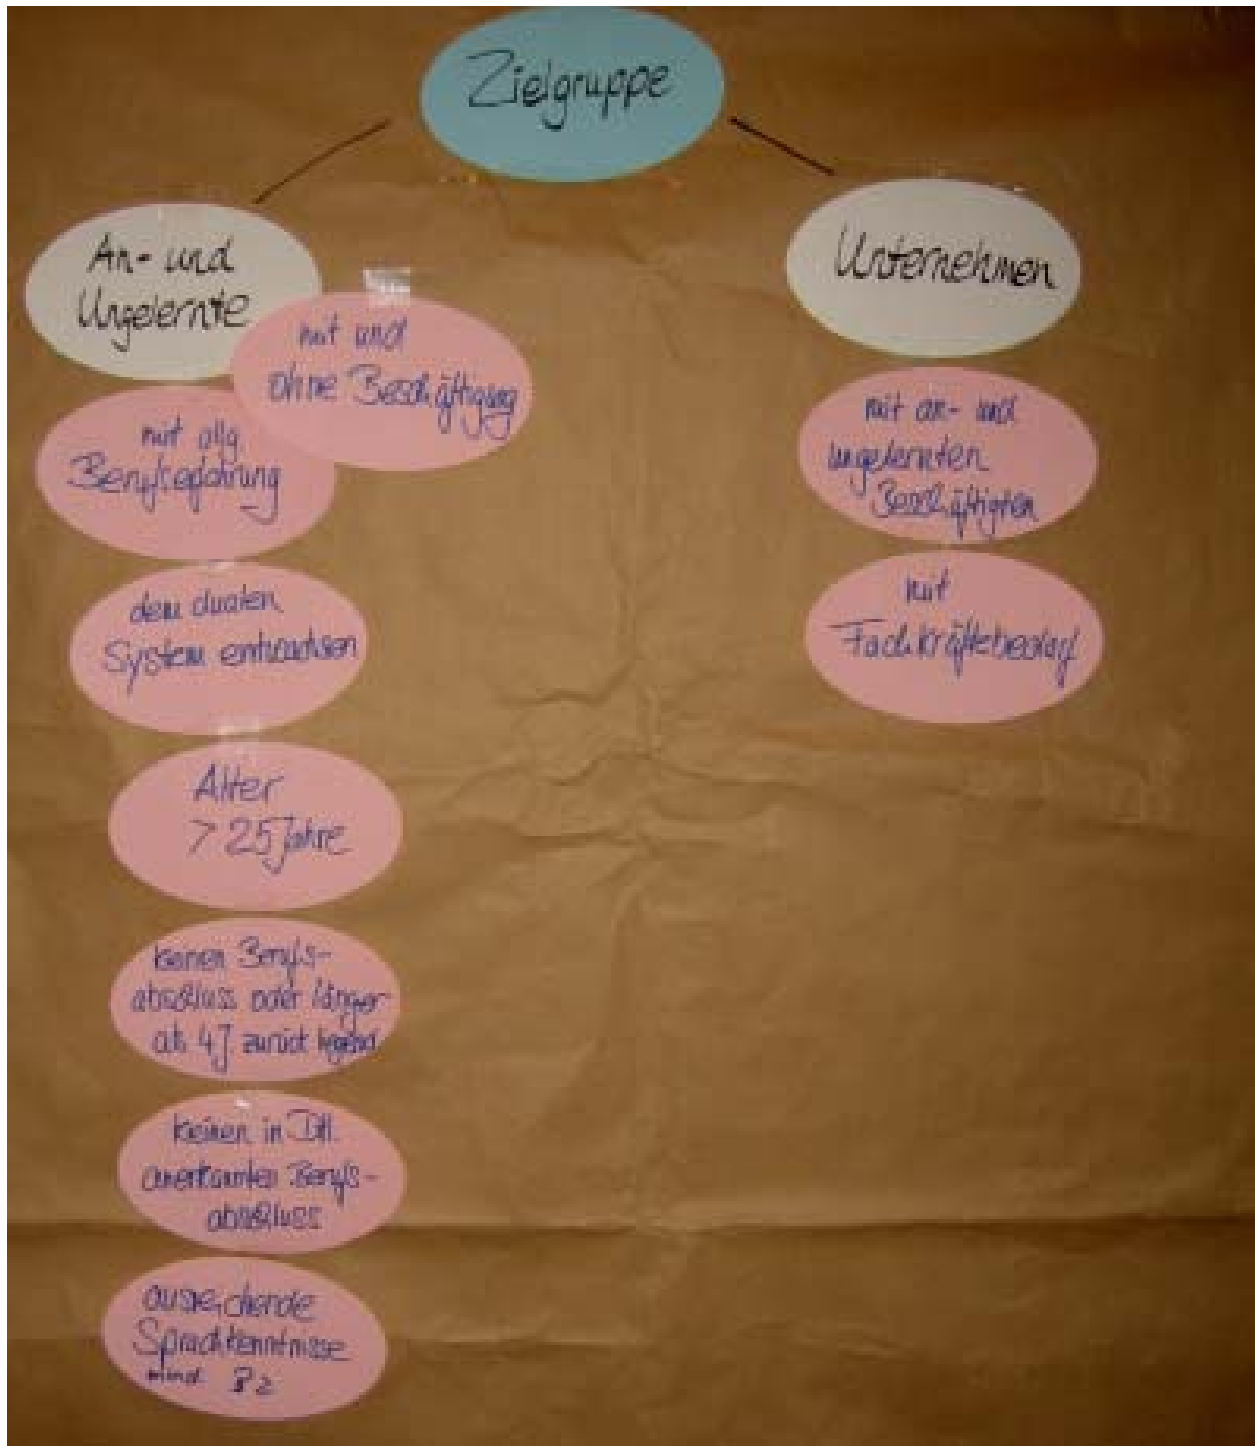 Zielgruppe
An- und
Ungelernte
mit und
ohne Beschäftigung
mit allg.
Berufserfahrung
dem dualen
System entwachsen
Alter
> 25 Jahre
keinen Berufs-
abschluss oder länger
als 4J zurück liegend
keinen in Dtl.
anerkannten Berufs-
abschluss
ausreichende
Sprachkenntnisse
mind B2
Unternehmen
mit an- und
ungelernten
Beschäftigten
mit
Fachkräftebedarf